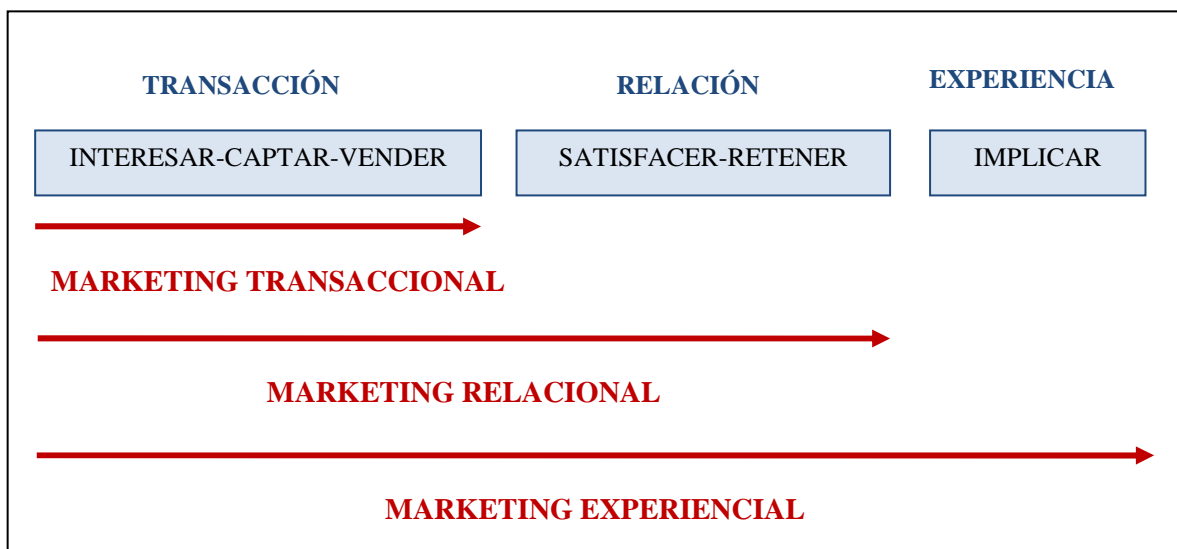 TRANSACCIÓN
RELACIÓN
EXPERIENCIA
INTERESAR-CAPTAR-VENDER
SATISFACER-RETENER
IMPLICAR
MARKETING TRANSACCIONAL
MARKETING RELACIONAL
MARKETING EXPERIENCIAL